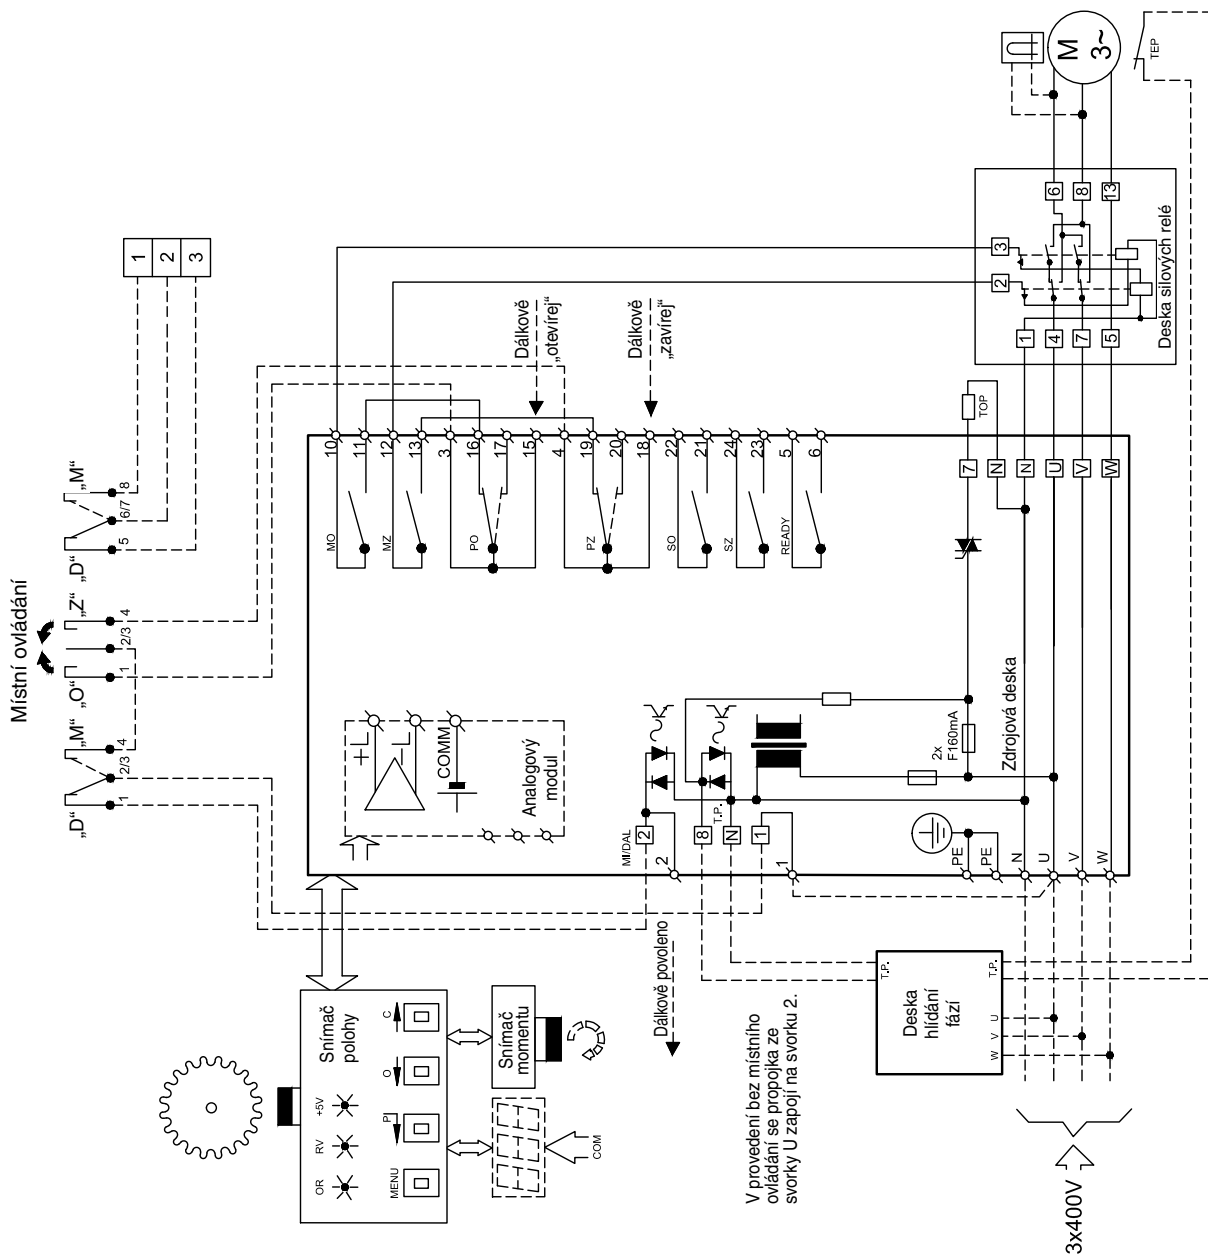 Místní ovládání
„D“
„M“
„O“
„Z“
„D“
„M“
1
2/3
4
1
2/3
4
5
6/7
8
1
2
3
M
3~
TEP
3
2
6
8
13
1
4
7
5
Deska silových relé
10
11
12
13
3
16
17
15
4
19
20
18
22
21
24
23
5
6
Dálkově
„otevírej“
Dálkově
„zavírej“
MO
MZ
PO
PZ
SO
SZ
READY
TOP
7
N
N
U
V
W
+L
–L
COMM
Analogový
modul
Zdrojová deska
2x
F160mA
MI/DAL
2
2
8
T.P.
N
1
1
PE
PE
N
U
V
W
Dálkově povoleno
Snímač
polohy
OR
RV
+5V
MENU
P
O
C
Snímač
momentu
COM
V provedení bez místního
ovládání se propojka ze
svorky U zapojí na svorku 2.
Deska
hlídání
fází
T.P.
T.P.
U
V
W
3x400V